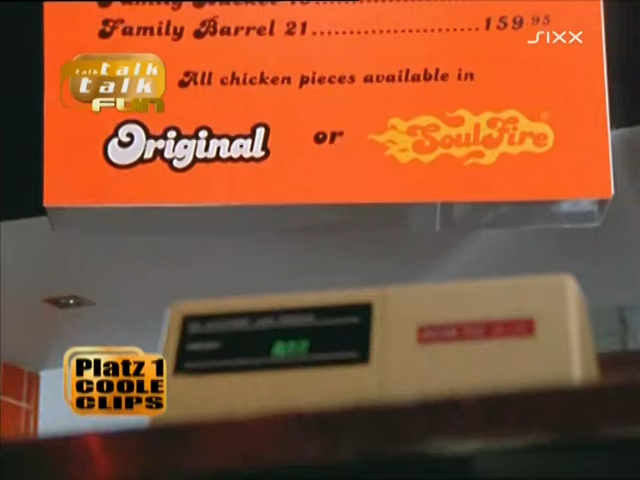 Family Barrel 21 159.95
sixx
talk talk talk
FUN
All chicken pieces available in
Original or SoulFire
Platz 1
COOLE
CLIPS